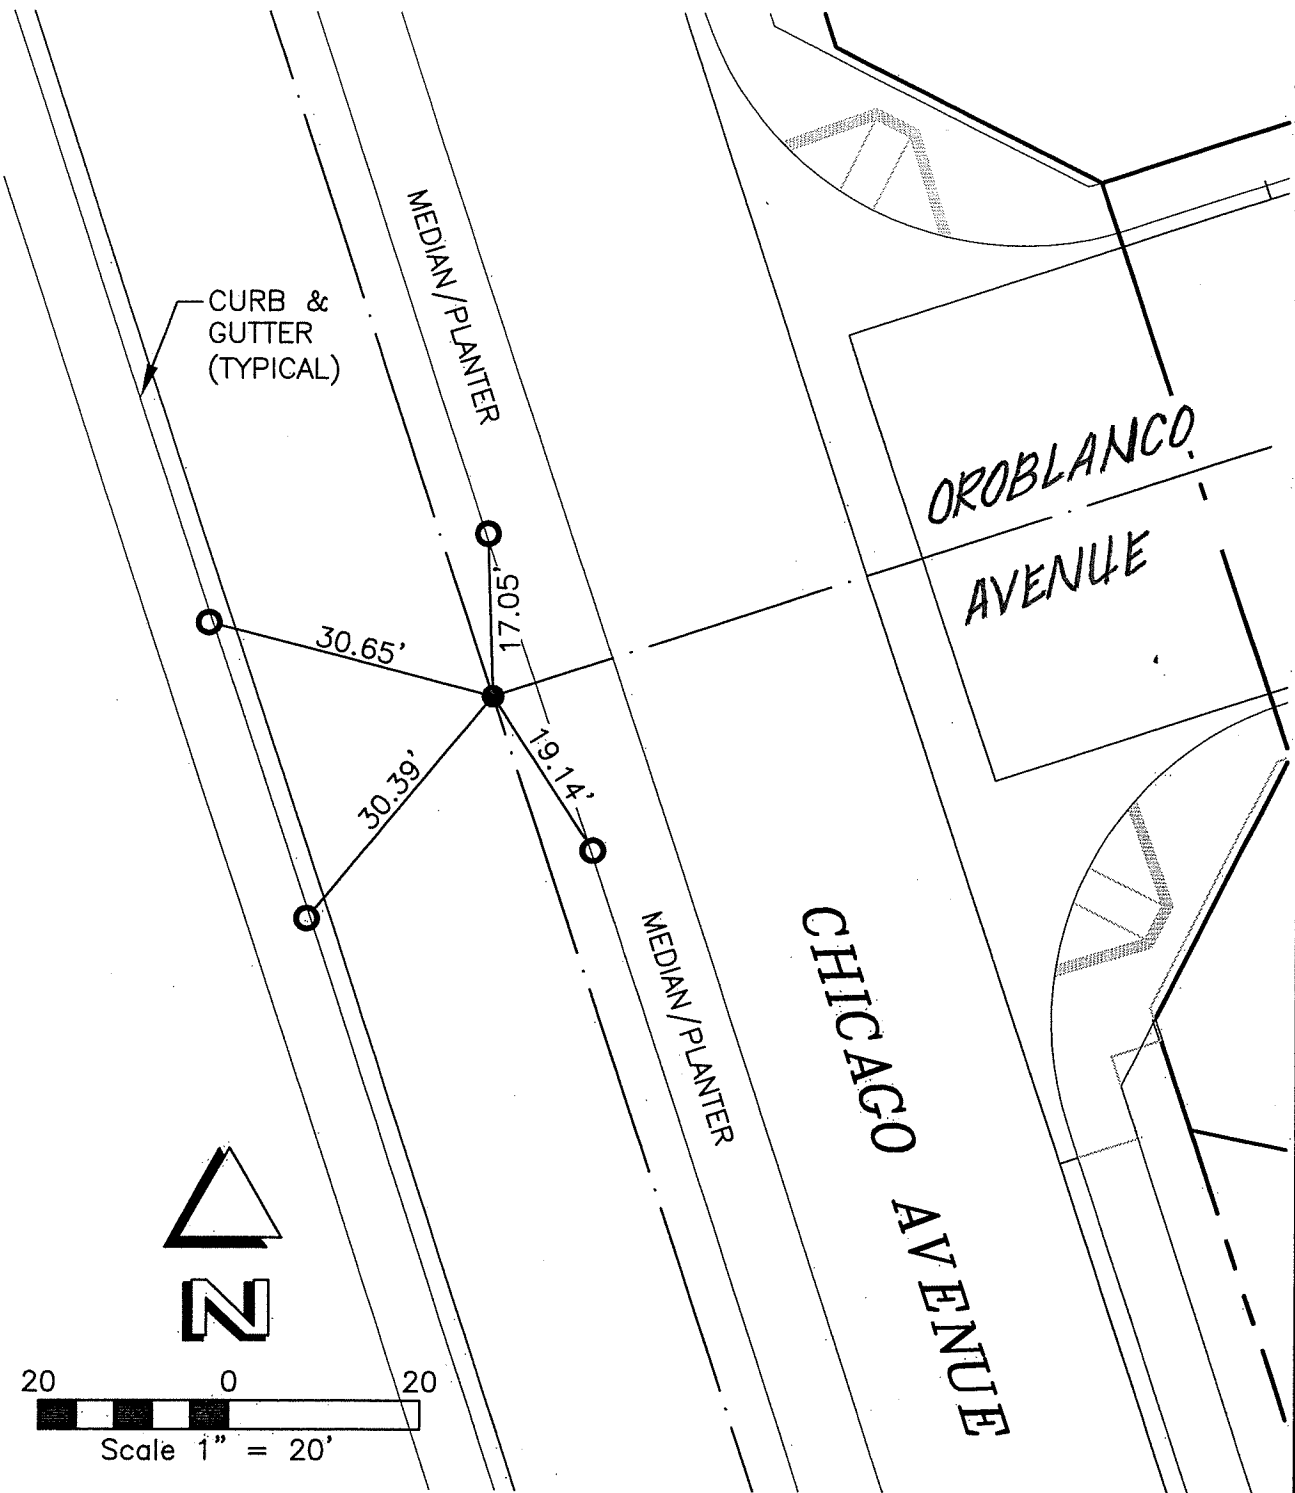 MEDIAN/PLANTER
CURB &
GUTTER
(TYPICAL)
OROBLANCO
AVENUE
17.05'
30.65'
19.14'
30.39'
MEDIAN/PLANTER
CHICAGO AVENUE
N
20 0 20
Scale 1" = 20'